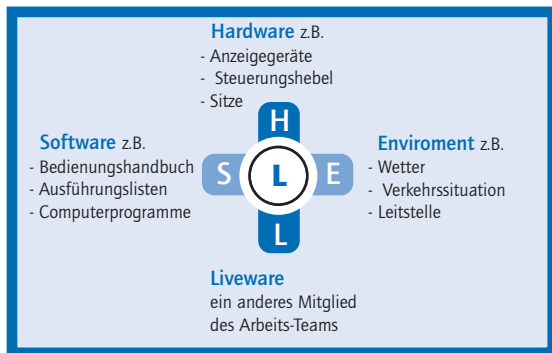 Hardware z.B.
- Anzeigegeräte
- Steuerungshebel
- Sitze
Software z.B.
- Bedienungshandbuch
- Ausführungslisten
- Computerprogramme
H
S L E
L
Enviroment z.B.
- Wetter
- Verkehrssituation
- Leitstelle
Liveware
ein anderes Mitglied
des Arbeits-Teams